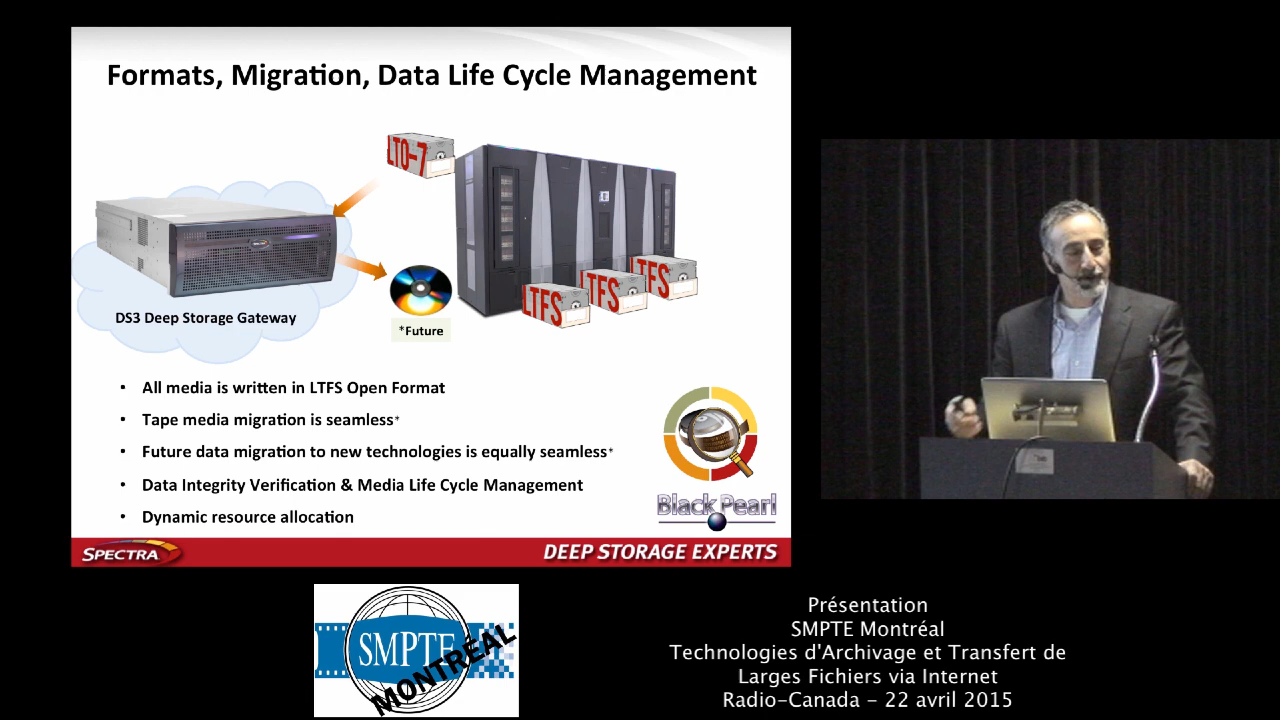 Formats, Migration, Data Life Cycle Management
LTO-7
LTFS
LTFS
LTFS
DS3 Deep Storage Gateway
*Future
• All media is written in LTFS Open Format
• Tape media migration is seamless*
• Future data migration to new technologies is equally seamless*
• Data Integrity Verification & Media Life Cycle Management
• Dynamic resource allocation
Black Pearl
SPECTRA
DEEP STORAGE EXPERTS
SMPTE
MONTRÉAL
Présentation
SMPTE Montréal
Technologies d'Archivage et Transfert de
Larges Fichiers via Internet
Radio-Canada – 22 avril 2015